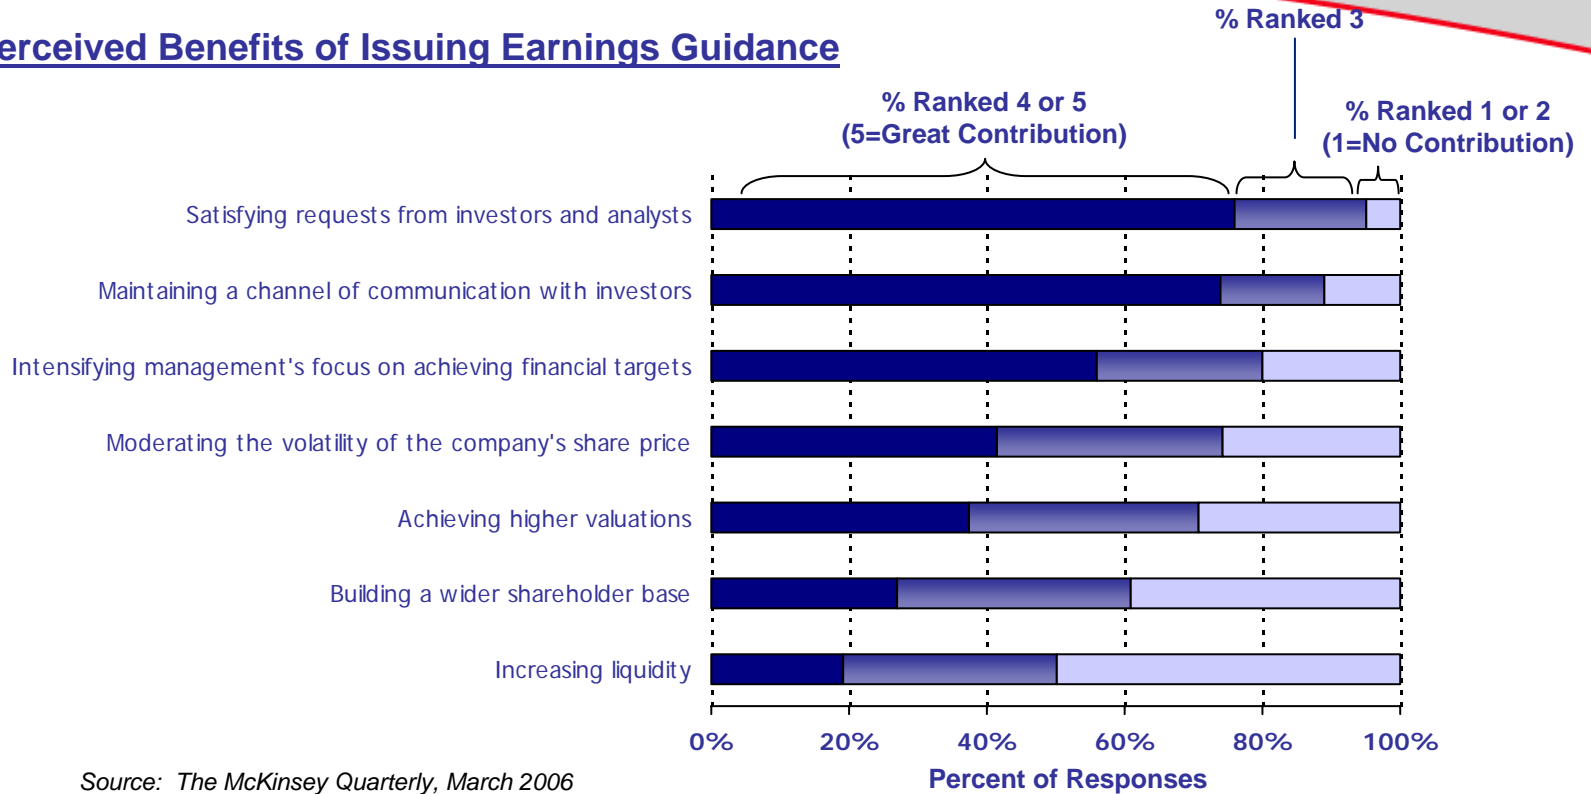 % Ranked 3
erceived Benefits of Issuing Earnings Guidance
% Ranked 4 or 5
(5=Great Contribution)
% Ranked 1 or 2
(1=No Contribution)
Satisfying requests from investors and analysts
Maintaining a channel of communication with investors
Intensifying management's focus on achieving financial targets
Moderating the volatility of the company's share price
Achieving higher valuations
Building a wider shareholder base
Increasing liquidity
0% 20% 40% 60% 80% 100%
Percent of Responses
Source: The McKinsey Quarterly, March 2006